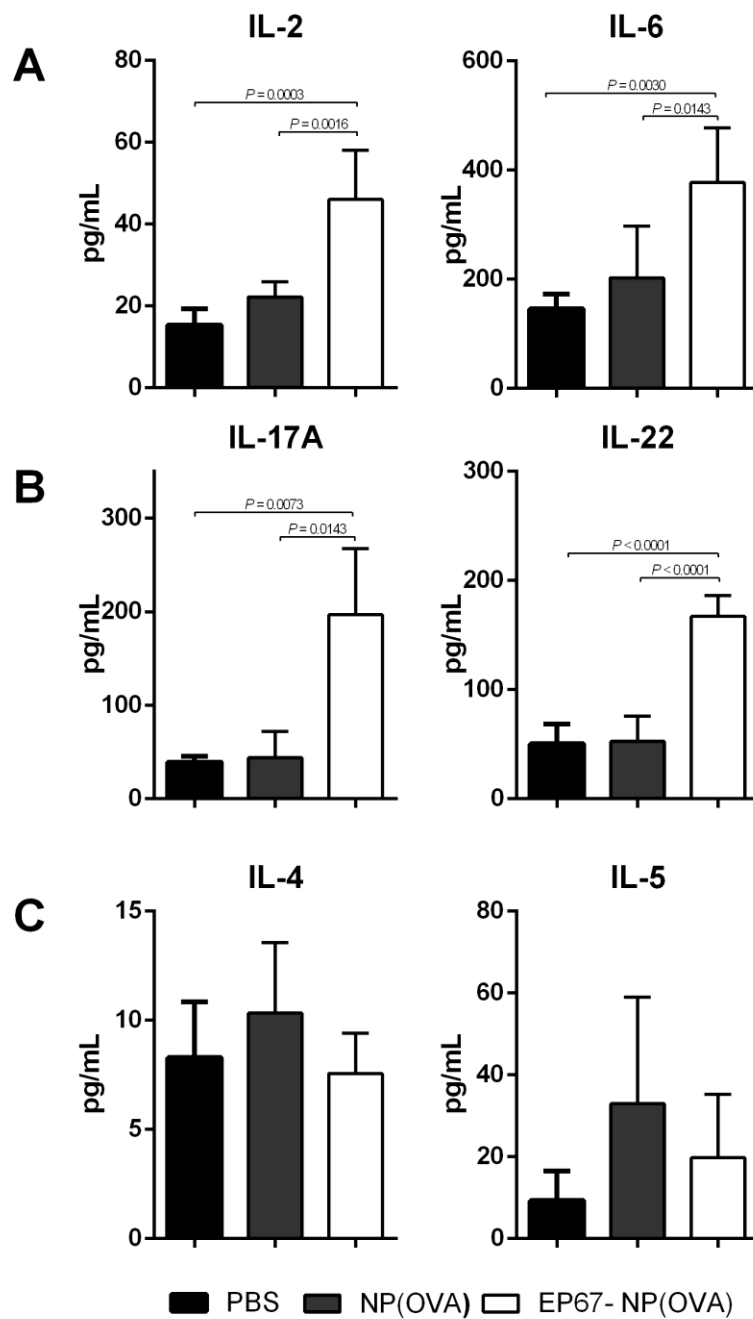 IL-2
IL-6
A
80
60
40
20
0
pg/mL
P = 0.0003
P = 0.0016
600
400
200
0
pg/mL
P = 0.0030
P = 0.0143
IL-17A
IL-22
B
300
200
100
0
pg/mL
P = 0.0073
P = 0.0143
300
200
100
0
pg/mL
P < 0.0001
P < 0.0001
IL-4
IL-5
C
15
10
5
0
pg/mL
80
60
40
20
0
pg/mL
PBS NP(OVA) EP67- NP(OVA)